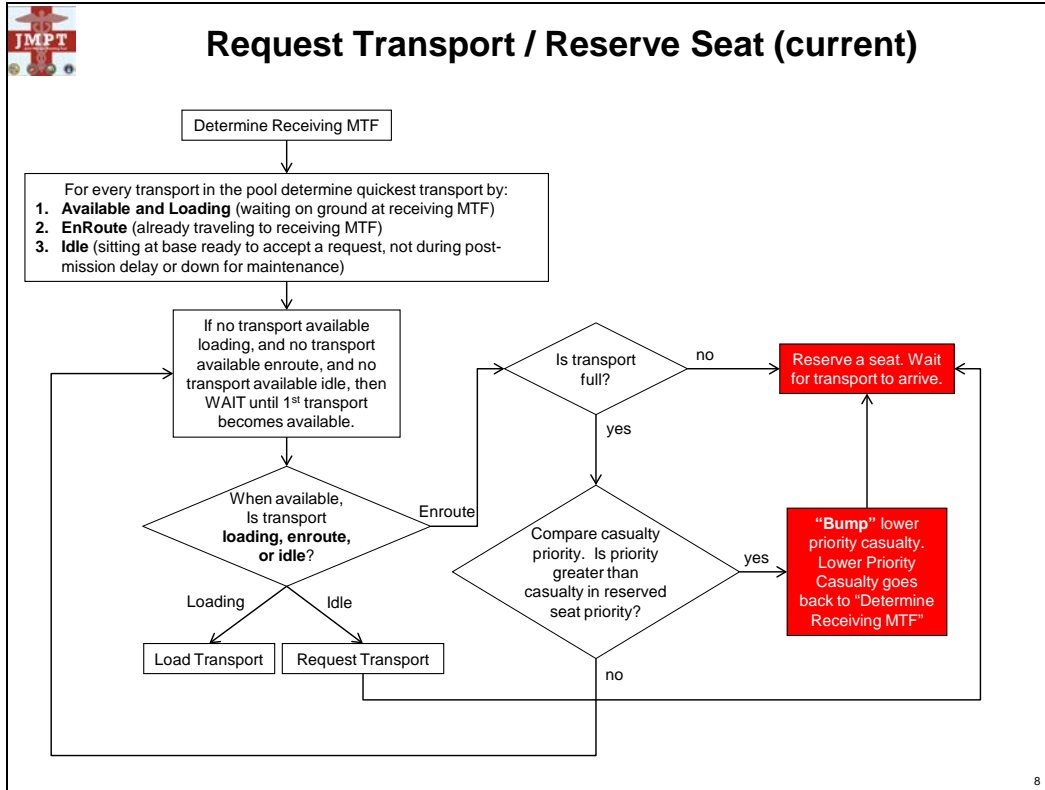 JMPT
Request Transport / Reserve Seat (current)
Determine Receiving MTF
For every transport in the pool determine quickest transport by:
1. Available and Loading (waiting on ground at receiving MTF)
2. EnRoute (already traveling to receiving MTF)
3. Idle (sitting at base ready to accept a request, not during post-
mission delay or down for maintenance)
If no transport available
loading, and no transport
available enroute, and no
transport available idle, then
WAIT until 1st transport
becomes available.
When available,
Is transport
loading, enroute,
or idle?
Loading
Idle
Enroute
Load Transport
Request Transport
Is transport
full?
no
yes
Reserve a seat. Wait
for transport to arrive.
Compare casualty
priority. Is priority
greater than
casualty in reserved
seat priority?
yes
no
“Bump” lower
priority casualty.
Lower Priority
Casualty goes
back to “Determine
Receiving MTF”
8